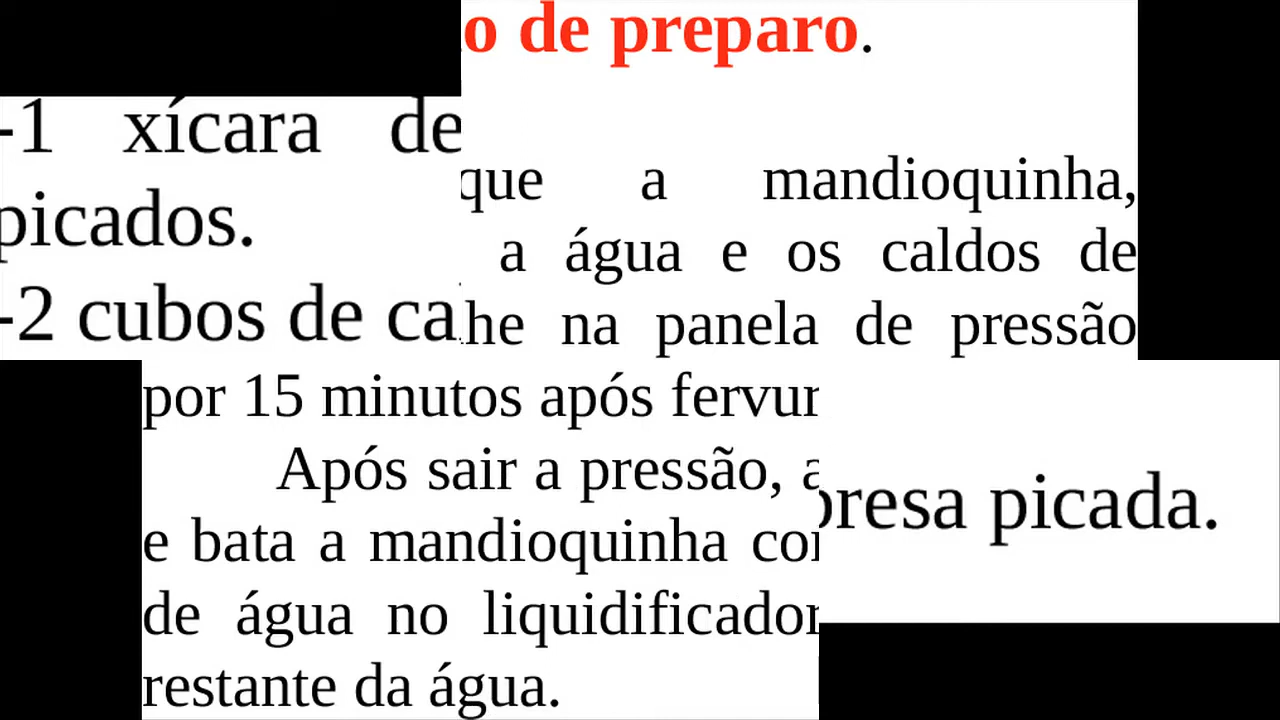 o de preparo.
-1 xícara de
picados.
-2 cubos de ca
que a mandioquinha,
a água e os caldos de
he na panela de pressão
por 15 minutos após fervur
Após sair a pressão, a
e bata a mandioquinha con
de água no liquidificador
restante da água.
presa picada.